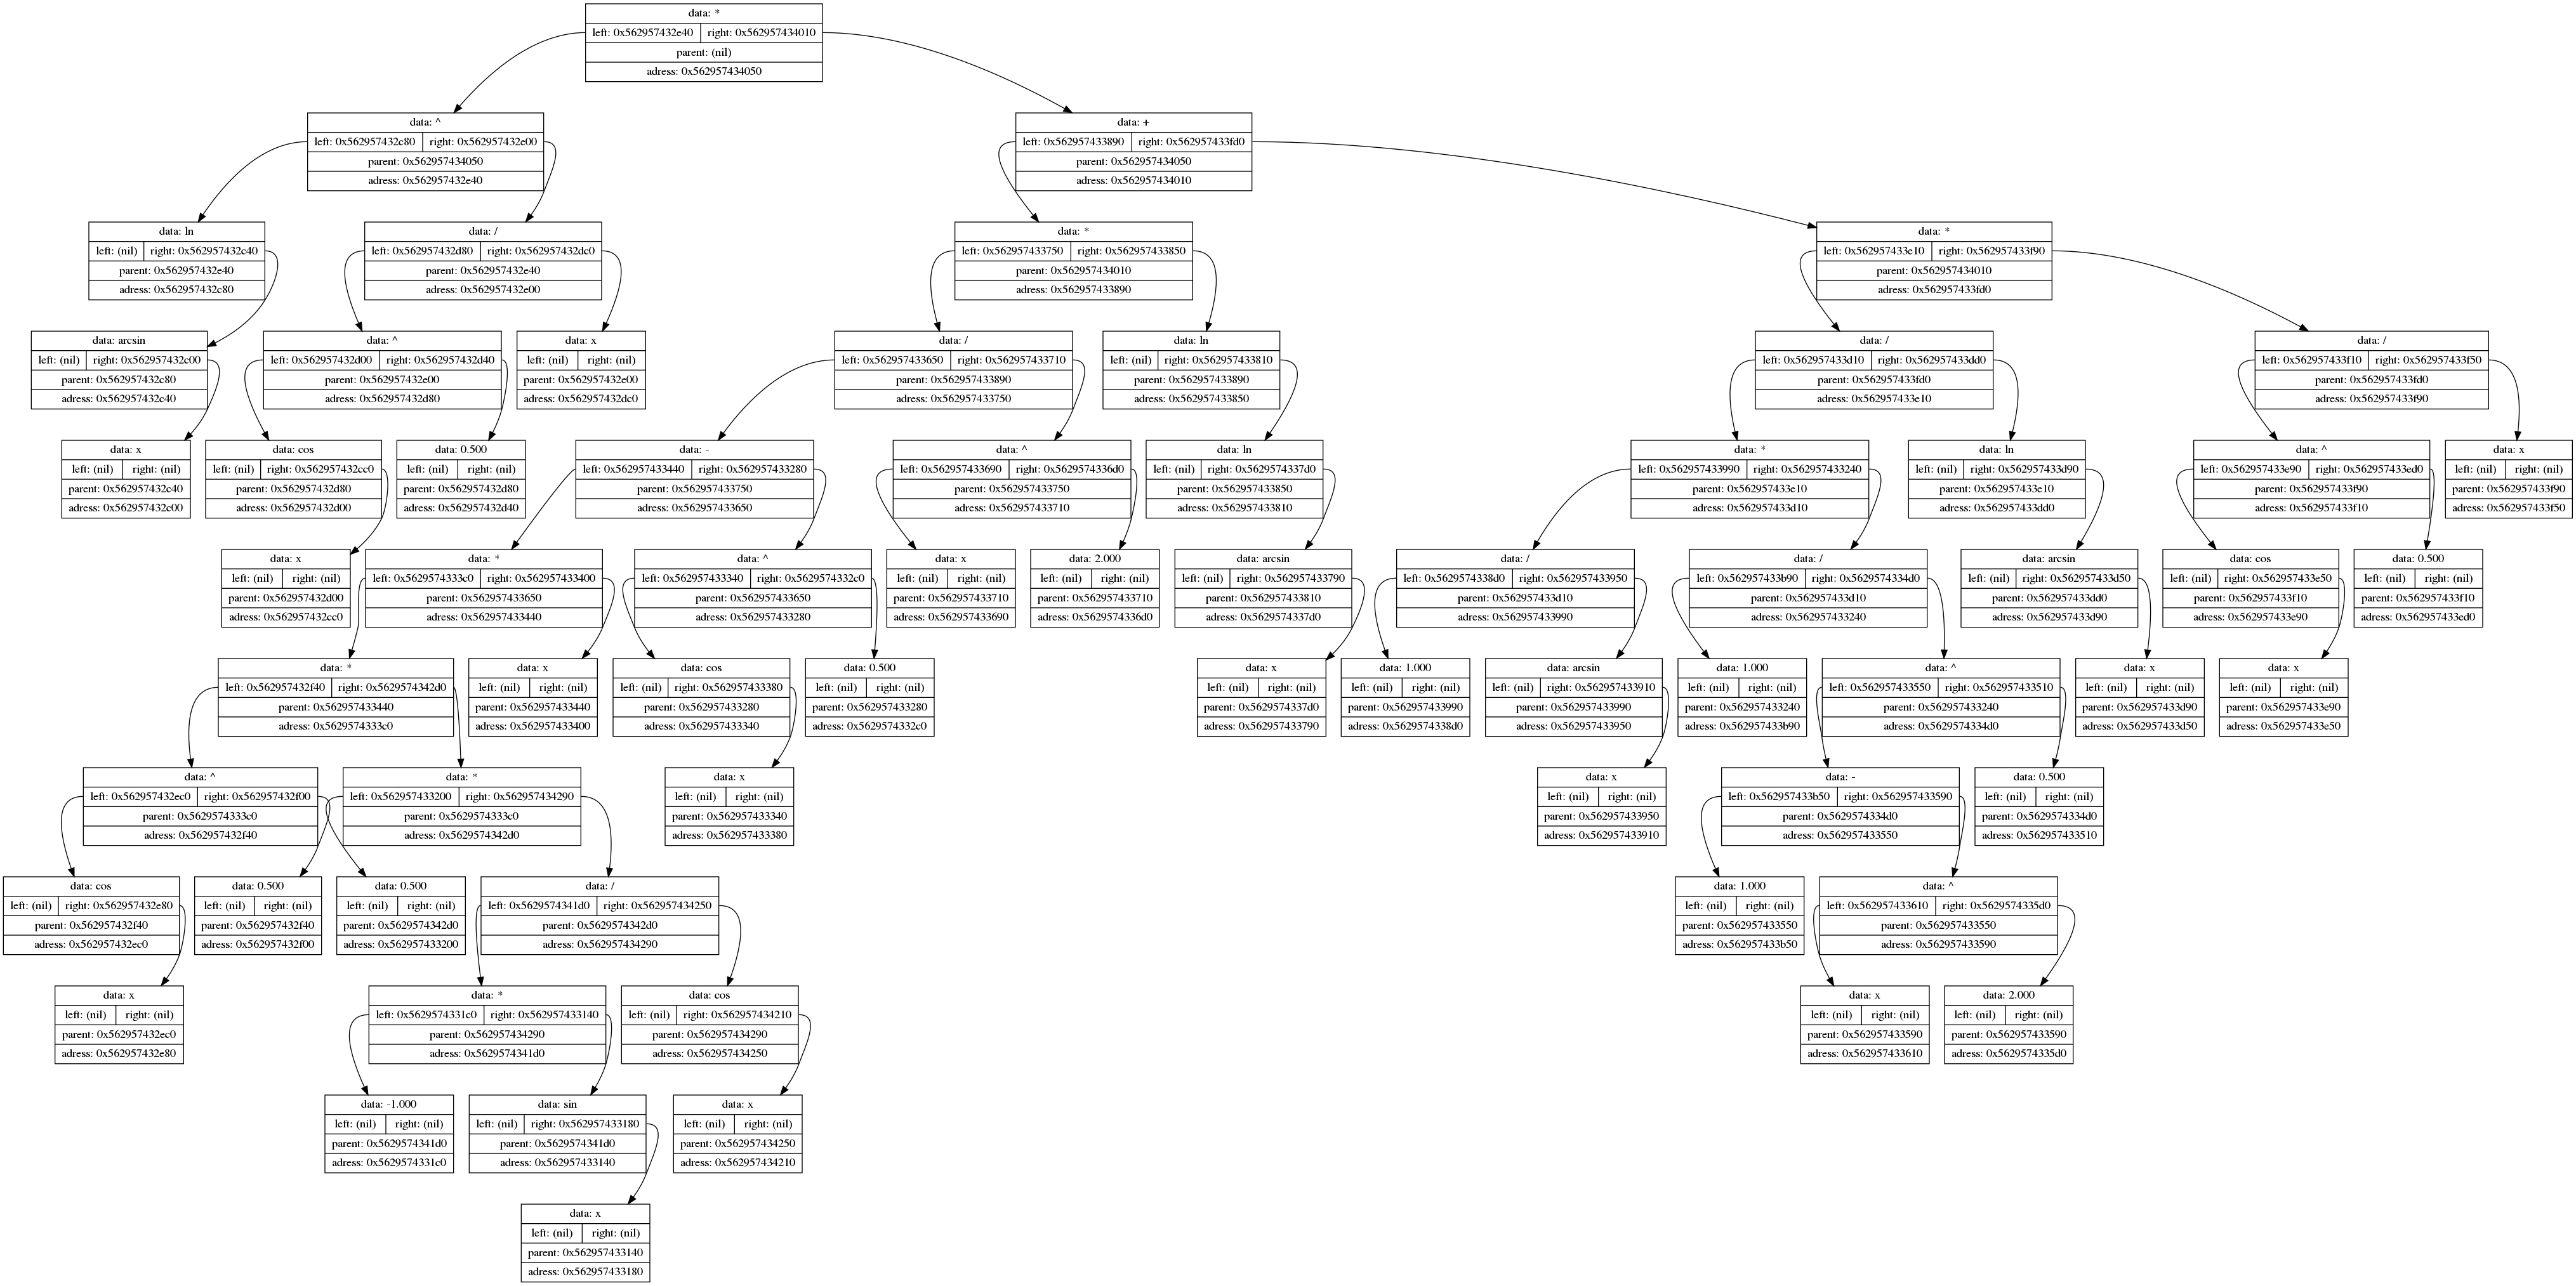 data: *
left: 0x562957432e40 right: 0x562957434010
parent: (nil)
adress: 0x562957434050
data: ^
left: 0x562957432c80 right: 0x562957432e00
parent: 0x562957434050
adress: 0x562957432e40
data: +
left: 0x562957433890 right: 0x562957433fd0
parent: 0x562957434050
adress: 0x562957434010
data: ln
left: (nil) right: 0x562957432c40
parent: 0x562957432e40
adress: 0x562957432c80
data: /
left: 0x562957432d80 right: 0x562957432dc0
parent: 0x562957432e40
adress: 0x562957432e00
data: *
left: 0x562957433750 right: 0x562957433850
parent: 0x562957434010
adress: 0x562957433890
data: *
left: 0x562957433e10 right: 0x562957433f90
parent: 0x562957434010
adress: 0x562957433fd0
data: arcsin
left: (nil) right: 0x562957432c00
parent: 0x562957432c80
adress: 0x562957432c40
data: ^
left: 0x562957432d00 right: 0x562957432d40
parent: 0x562957432e00
adress: 0x562957432d80
data: x
left: (nil) right: (nil)
parent: 0x562957432e00
adress: 0x562957432dc0
data: /
left: 0x562957433650 right: 0x562957433710
parent: 0x562957433890
adress: 0x562957433750
data: ln
left: (nil) right: 0x562957433810
parent: 0x562957433890
adress: 0x562957433850
data: /
left: 0x562957433d10 right: 0x562957433dd0
parent: 0x562957433fd0
adress: 0x562957433e10
data: /
left: 0x562957433f10 right: 0x562957433f50
parent: 0x562957433fd0
adress: 0x562957433f90
data: x
left: (nil) right: (nil)
parent: 0x562957432c40
adress: 0x562957432c00
data: cos
left: (nil) right: 0x562957432cc0
parent: 0x562957432d80
adress: 0x562957432d00
data: 0.500
left: (nil) right: (nil)
parent: 0x562957432d80
adress: 0x562957432d40
data: -
left: 0x562957433440 right: 0x562957433280
parent: 0x562957433750
adress: 0x562957433650
data: ^
left: 0x562957433690 right: 0x5629574336d0
parent: 0x562957433750
adress: 0x562957433710
data: ln
left: (nil) right: 0x5629574337d0
parent: 0x562957433850
adress: 0x562957433810
data: *
left: 0x562957433990 right: 0x562957433240
parent: 0x562957433e10
adress: 0x562957433d10
data: ln
left: (nil) right: 0x562957433d90
parent: 0x562957433e10
adress: 0x562957433dd0
data: ^
left: 0x562957433e90 right: 0x562957433ed0
parent: 0x562957433f90
adress: 0x562957433f10
data: x
left: (nil) right: (nil)
parent: 0x562957433f90
adress: 0x562957433f50
data: x
left: (nil) right: (nil)
parent: 0x562957432d00
adress: 0x562957432cc0
data: *
left: 0x5629574333c0 right: 0x562957433400
parent: 0x562957433650
adress: 0x562957433440
data: ^
left: 0x562957433340 right: 0x5629574332c0
parent: 0x562957433650
adress: 0x562957433280
data: x
left: (nil) right: (nil)
parent: 0x562957433710
adress: 0x562957433690
data: 2.000
left: (nil) right: (nil)
parent: 0x562957433710
adress: 0x5629574336d0
data: arcsin
left: (nil) right: 0x562957433790
parent: 0x562957433810
adress: 0x5629574337d0
data: /
left: 0x5629574338d0 right: 0x562957433950
parent: 0x562957433d10
adress: 0x562957433990
data: /
left: 0x562957433b90 right: 0x5629574334d0
parent: 0x562957433d10
adress: 0x562957433240
data: arcsin
left: (nil) right: 0x562957433d50
parent: 0x562957433dd0
adress: 0x562957433d90
data: cos
left: (nil) right: 0x562957433e50
parent: 0x562957433f10
adress: 0x562957433e90
data: 0.500
left: (nil) right: (nil)
parent: 0x562957433f10
adress: 0x562957433ed0
data: *
left: 0x562957432f40 right: 0x5629574342d0
parent: 0x562957433440
adress: 0x5629574333c0
data: x
left: (nil) right: (nil)
parent: 0x562957433440
adress: 0x562957433400
data: cos
left: (nil) right: 0x562957433380
parent: 0x562957433280
adress: 0x562957433340
data: 0.500
left: (nil) right: (nil)
parent: 0x562957433280
adress: 0x5629574332c0
data: x
left: (nil) right: (nil)
parent: 0x5629574337d0
adress: 0x562957433790
data: 1.000
left: (nil) right: (nil)
parent: 0x562957433990
adress: 0x5629574338d0
data: arcsin
left: (nil) right: 0x562957433910
parent: 0x562957433990
adress: 0x562957433950
data: 1.000
left: (nil) right: (nil)
parent: 0x562957433240
adress: 0x562957433b90
data: ^
left: 0x562957433550 right: 0x562957433510
parent: 0x562957433240
adress: 0x5629574334d0
data: x
left: (nil) right: (nil)
parent: 0x562957433d90
adress: 0x562957433d50
data: x
left: (nil) right: (nil)
parent: 0x562957433e90
adress: 0x562957433e50
data: ^
left: 0x562957432ec0 right: 0x562957432f00
parent: 0x5629574333c0
adress: 0x562957432f40
data: *
left: 0x562957433200 right: 0x562957434290
parent: 0x5629574333c0
adress: 0x5629574342d0
data: x
left: (nil) right: (nil)
parent: 0x562957433340
adress: 0x562957433380
data: x
left: (nil) right: (nil)
parent: 0x562957433950
adress: 0x562957433910
data: -
left: 0x562957433b50 right: 0x562957433590
parent: 0x5629574334d0
adress: 0x562957433550
data: 0.500
left: (nil) right: (nil)
parent: 0x5629574334d0
adress: 0x562957433510
data: cos
left: (nil) right: 0x562957432e80
parent: 0x562957432f40
adress: 0x562957432ec0
data: 0.500
left: (nil) right: (nil)
parent: 0x562957432f40
adress: 0x562957432f00
data: 0.500
left: (nil) right: (nil)
parent: 0x5629574342d0
adress: 0x562957433200
data: /
left: 0x5629574341d0 right: 0x562957434250
parent: 0x5629574342d0
adress: 0x562957434290
data: 1.000
left: (nil) right: (nil)
parent: 0x562957433550
adress: 0x562957433b50
data: ^
left: 0x562957433610 right: 0x5629574335d0
parent: 0x562957433550
adress: 0x562957433590
data: x
left: (nil) right: (nil)
parent: 0x562957432ec0
adress: 0x562957432e80
data: *
left: 0x5629574331c0 right: 0x562957433140
parent: 0x562957434290
adress: 0x5629574341d0
data: cos
left: (nil) right: 0x562957434210
parent: 0x562957434290
adress: 0x562957434250
data: x
left: (nil) right: (nil)
parent: 0x562957433590
adress: 0x562957433610
data: 2.000
left: (nil) right: (nil)
parent: 0x562957433590
adress: 0x5629574335d0
data: -1.000
left: (nil) right: (nil)
parent: 0x5629574341d0
adress: 0x5629574331c0
data: sin
left: (nil) right: 0x562957433180
parent: 0x5629574341d0
adress: 0x562957433140
data: x
left: (nil) right: (nil)
parent: 0x562957434250
adress: 0x562957434210
data: x
left: (nil) right: (nil)
parent: 0x562957433140
adress: 0x562957433180